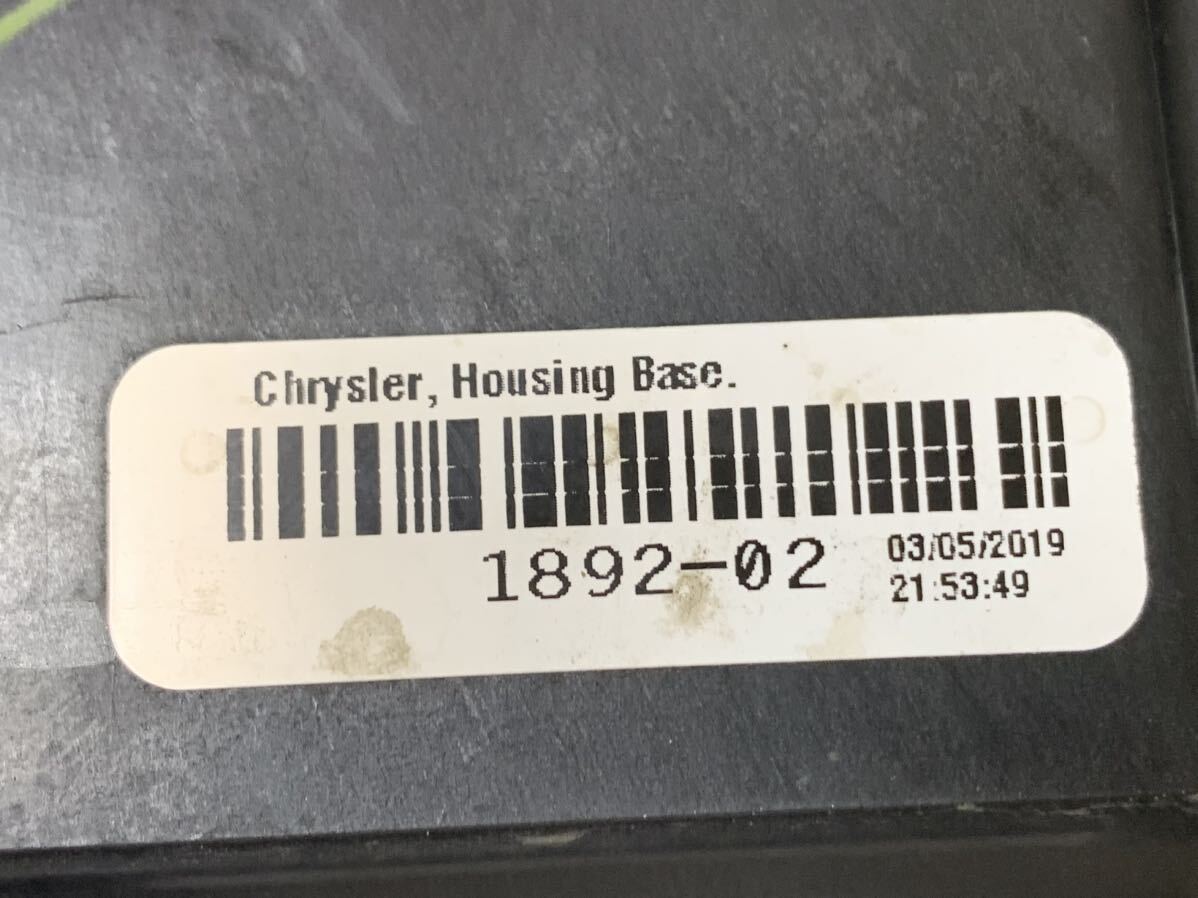 Chrysler, Housing Base.
1892-02
03/05/2019
21:53:49